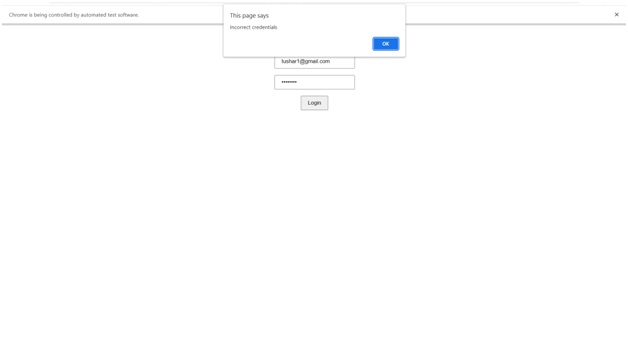 Chrome is being controlled by automated test software.
This page says
Incorrect credentials
OK
tushar1@gmail.com
••••••••
Login